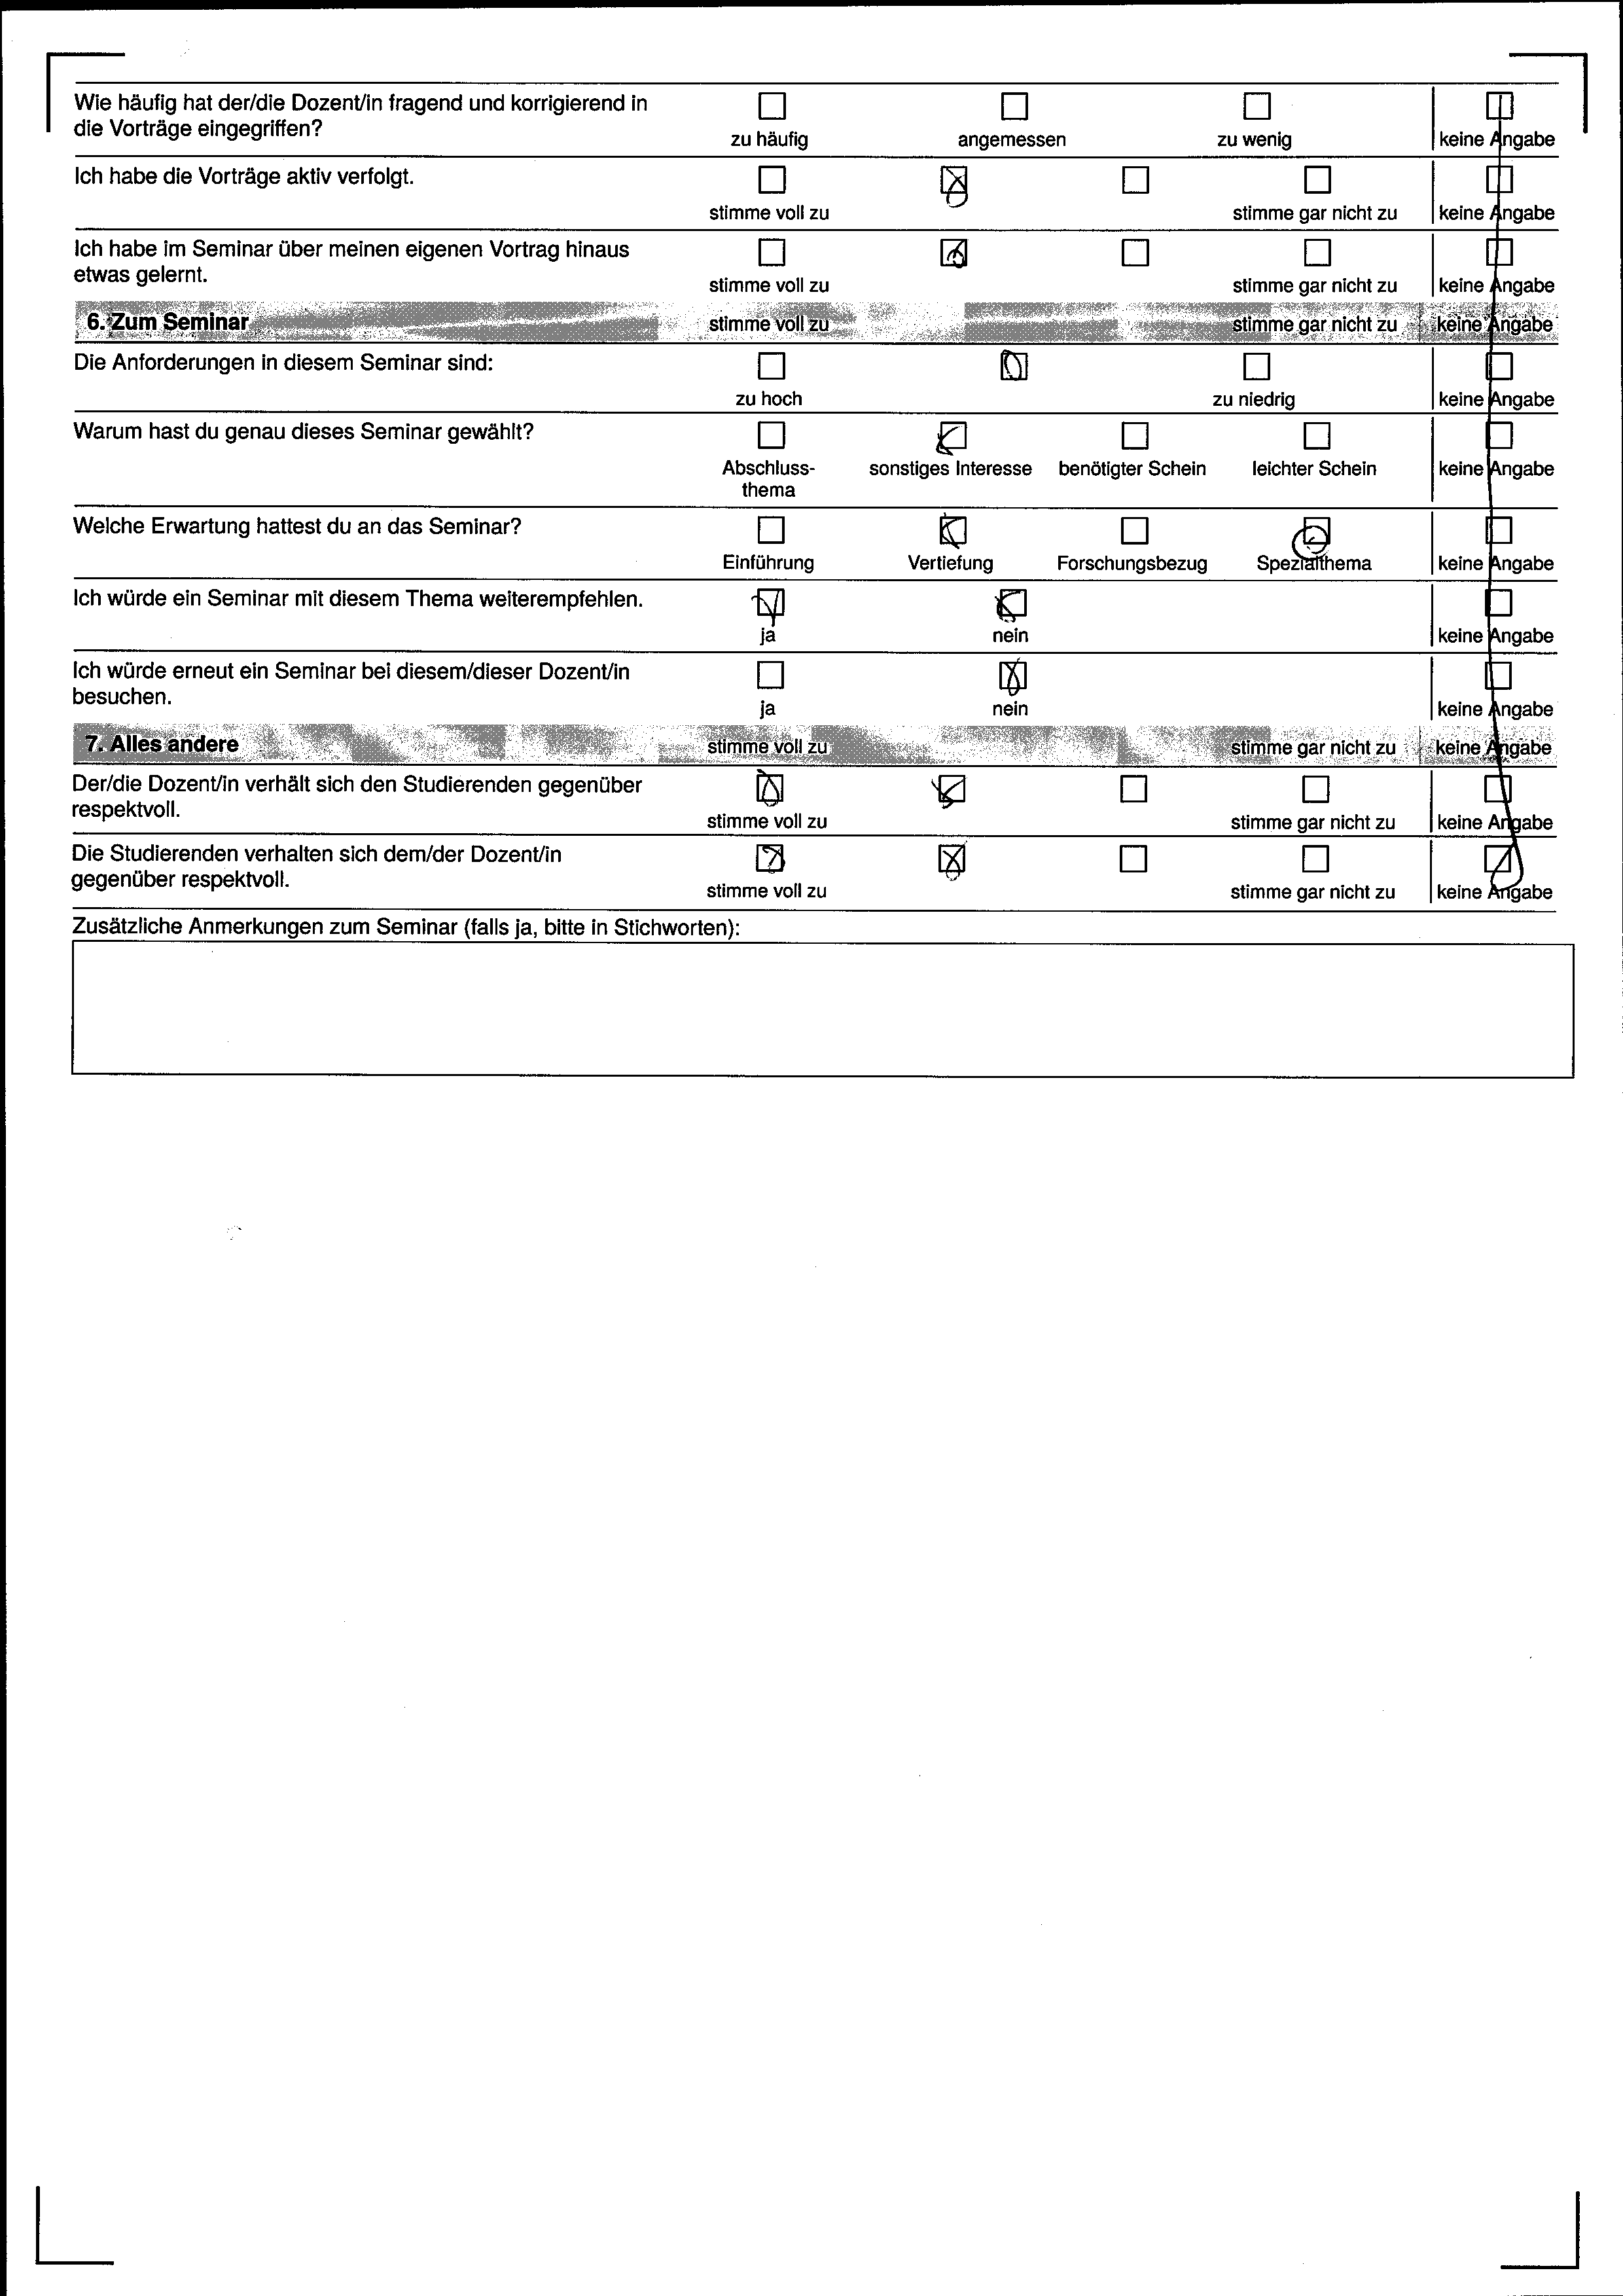 Wie häufig hat der/die Dozent/in fragend und korrigierend in
die Vorträge eingegriffen?
zu häufig angemessen zu wenig keine Angabe
Ich habe die Vorträge aktiv verfolgt.
stimme voll zu stimme gar nicht zu keine Angabe
Ich habe im Seminar über meinen eigenen Vortrag hinaus
etwas gelernt.
stimme voll zu stimme gar nicht zu keine Angabe
6. Zum Seminar stimme voll zu stimme gar nicht zu keine Angabe
Die Anforderungen in diesem Seminar sind:
zu hoch zu niedrig keine Angabe
Warum hast du genau dieses Seminar gewählt?
Abschluss- sonstiges Interesse benötigter Schein leichter Schein keine Angabe
thema
Welche Erwartung hattest du an das Seminar?
Einführung Vertiefung Forschungsbezug Spezialthema keine Angabe
Ich würde ein Seminar mit diesem Thema weiterempfehlen.
ja nein keine Angabe
Ich würde erneut ein Seminar bei diesem/dieser Dozent/in
besuchen.
ja nein keine Angabe
7. Alles andere stimme voll zu stimme gar nicht zu keine Angabe
Der/die Dozent/in verhält sich den Studierenden gegenüber
respektvoll.
stimme voll zu stimme gar nicht zu keine Angabe
Die Studierenden verhalten sich dem/der Dozent/in
gegenüber respektvoll.
stimme voll zu stimme gar nicht zu keine Angabe
Zusätzliche Anmerkungen zum Seminar (falls ja, bitte in Stichworten):